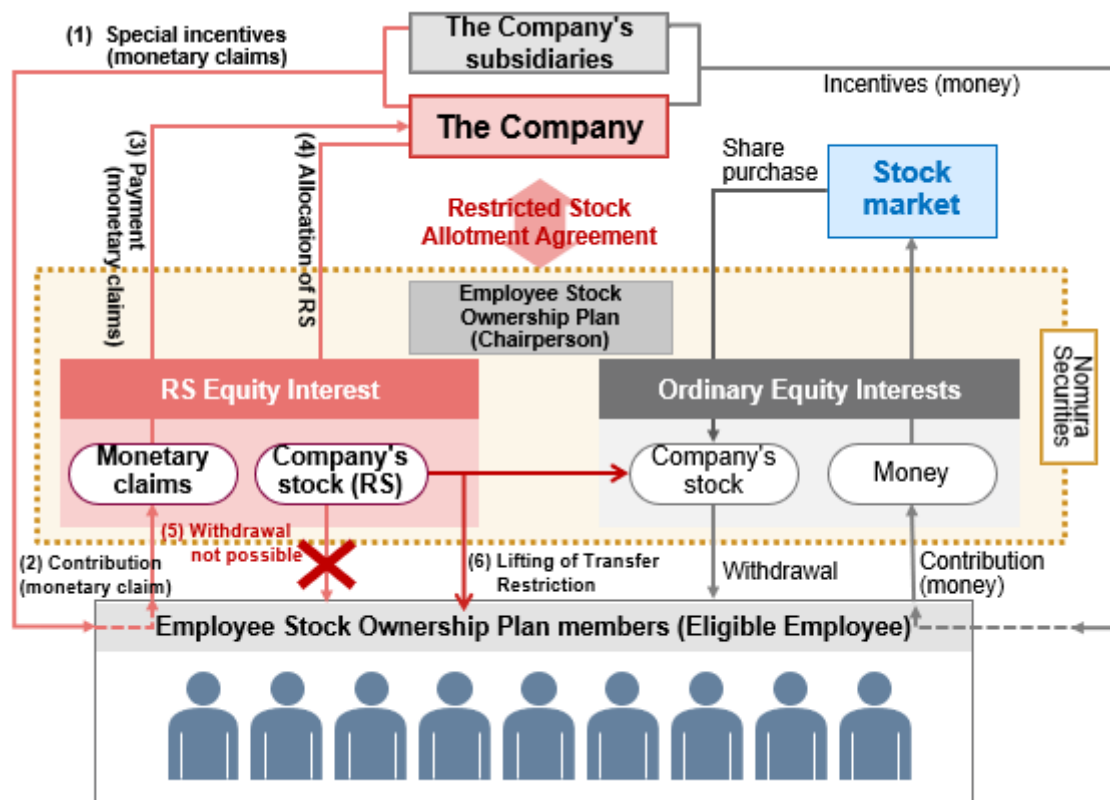 (1) Special incentives
(monetary claims)
The Company's
subsidiaries
Incentives (money)
The Company
(3) Payment
(monetary claims)
(4) Allocation of RS
Share
purchase
Stock
market
Restricted Stock
Allotment Agreement
Employee Stock
Ownership Plan
(Chairperson)
Nomura
Securities
RS Equity Interest
Ordinary Equity Interests
Monetary
claims
Company's
stock (RS)
Company's
stock
Money
(5) Withdrawal
not possible
(2) Contribution
(monetary claim)
(6) Lifting of Transfer
Restriction
Withdrawal
Contribution
(money)
Employee Stock Ownership Plan members (Eligible Employee)